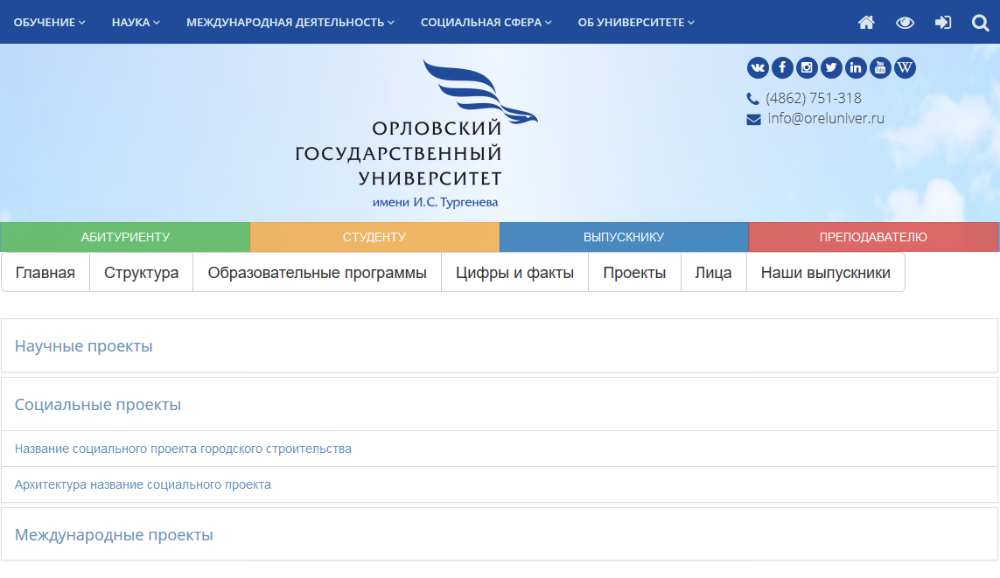 ОБУЧЕНИЕ НАУКА МЕЖДУНАРОДНАЯ ДЕЯТЕЛЬНОСТЬ СОЦИАЛЬНАЯ СФЕРА ОБ УНИВЕРСИТЕТЕ
ОРЛОВСКИЙ
ГОСУДАРСТВЕННЫЙ
УНИВЕРСИТЕТ
имени И.С. Тургенева
You Tube W
(4862) 751-318
info@oreluniver.ru
АБИТУРИЕНТУ СТУДЕНТУ ВЫПУСКНИКУ ПРЕПОДАВАТЕЛЮ
Главная Структура Образовательные программы Цифры и факты Проекты Лица Наши выпускники
Научные проекты
Социальные проекты
Название социального проекта городского строительства
Архитектура название социального проекта
Международные проекты